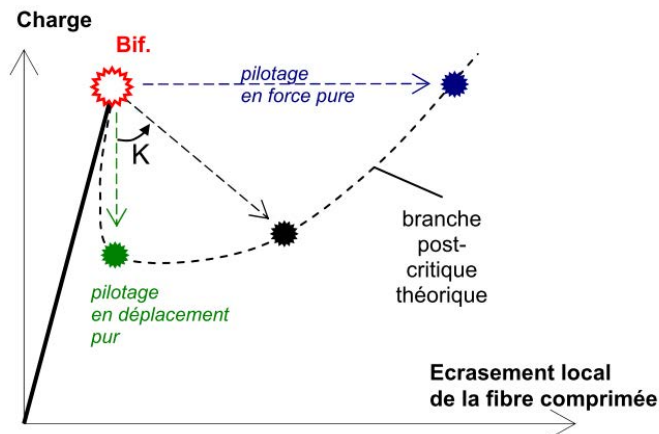 Charge
Bif.
pilotage
en force pure
K
branche
post-
critique
théorique
pilotage
en déplacement
pur
Ecrasement local
de la fibre comprimée